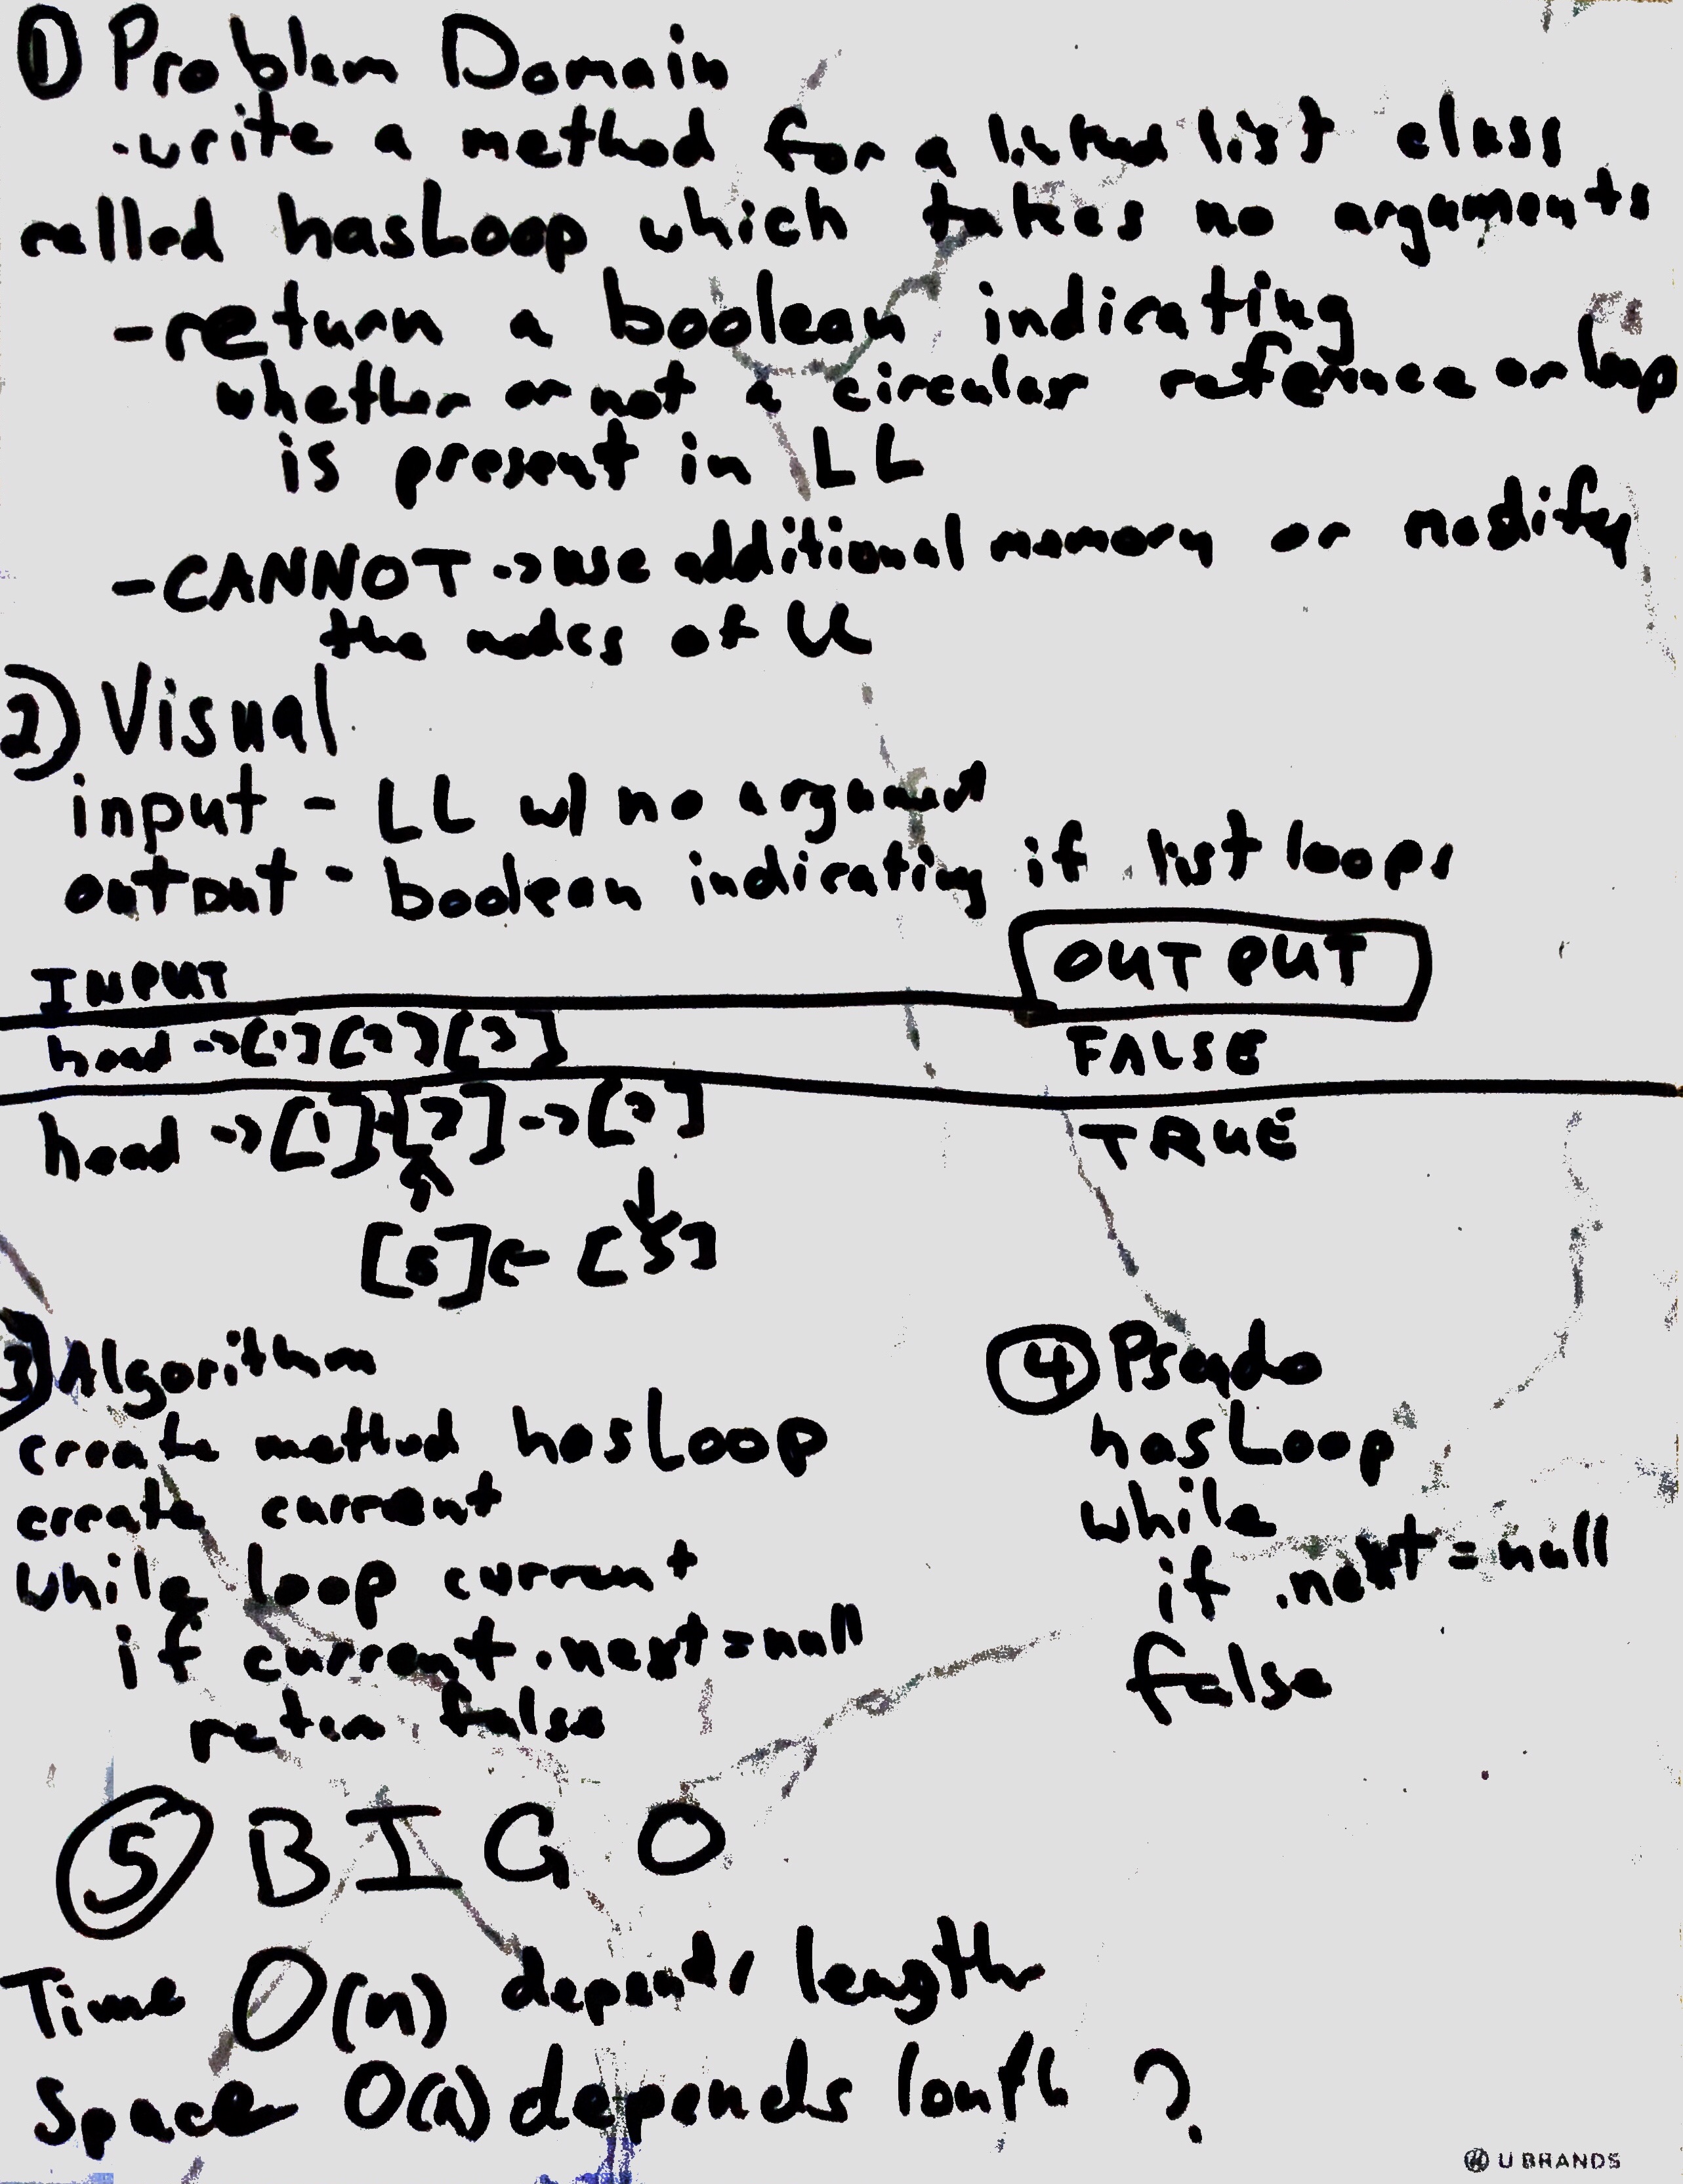 ① Problem Domain
- write a method for a linked list class
called hasLoop which takes no arguments
- return a boolean indicating
whether or not a circular reference or loop
is present in LL
- CANNOT -> use additional memory or modify
the nodes of LL
2) Visual
input - LL w/ no argument
output - boolean indicating if list loops
INPUT OUTPUT
head -> [1] [2] [3] FALSE
head -> [1] [2] -> [3] TRUE
[5] <-
3) Algorithm
create method hasLoop
create current
while loop current
if current.next = null
return false
④ Pseudo
hasLoop
while
if .next = null
false
⑤ BIG O
Time O(n) depends length
Space O(n) depends length ?
U BRANDS